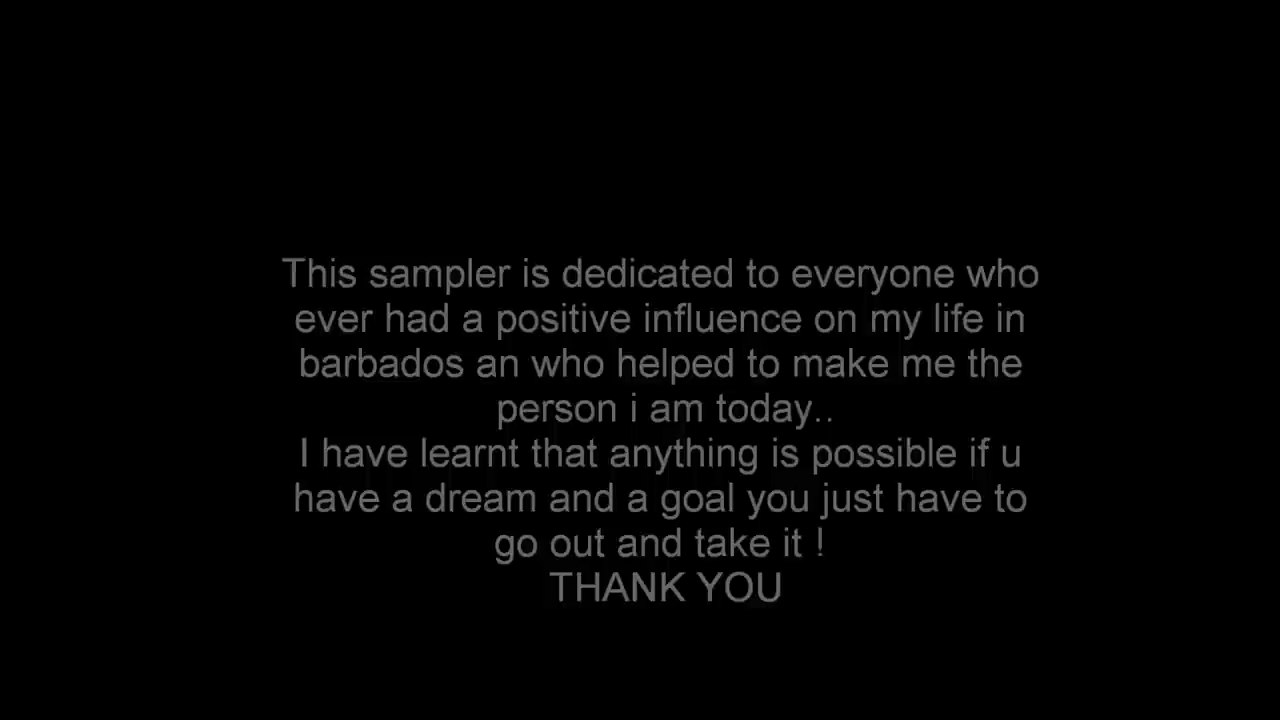 This sampler is dedicated to everyone who
ever had a positive influence on my life in
barbados an who helped to make me the
person i am today..
I have learnt that anything is possible if u
have a dream and a goal you just have to
go out and take it !
THANK YOU